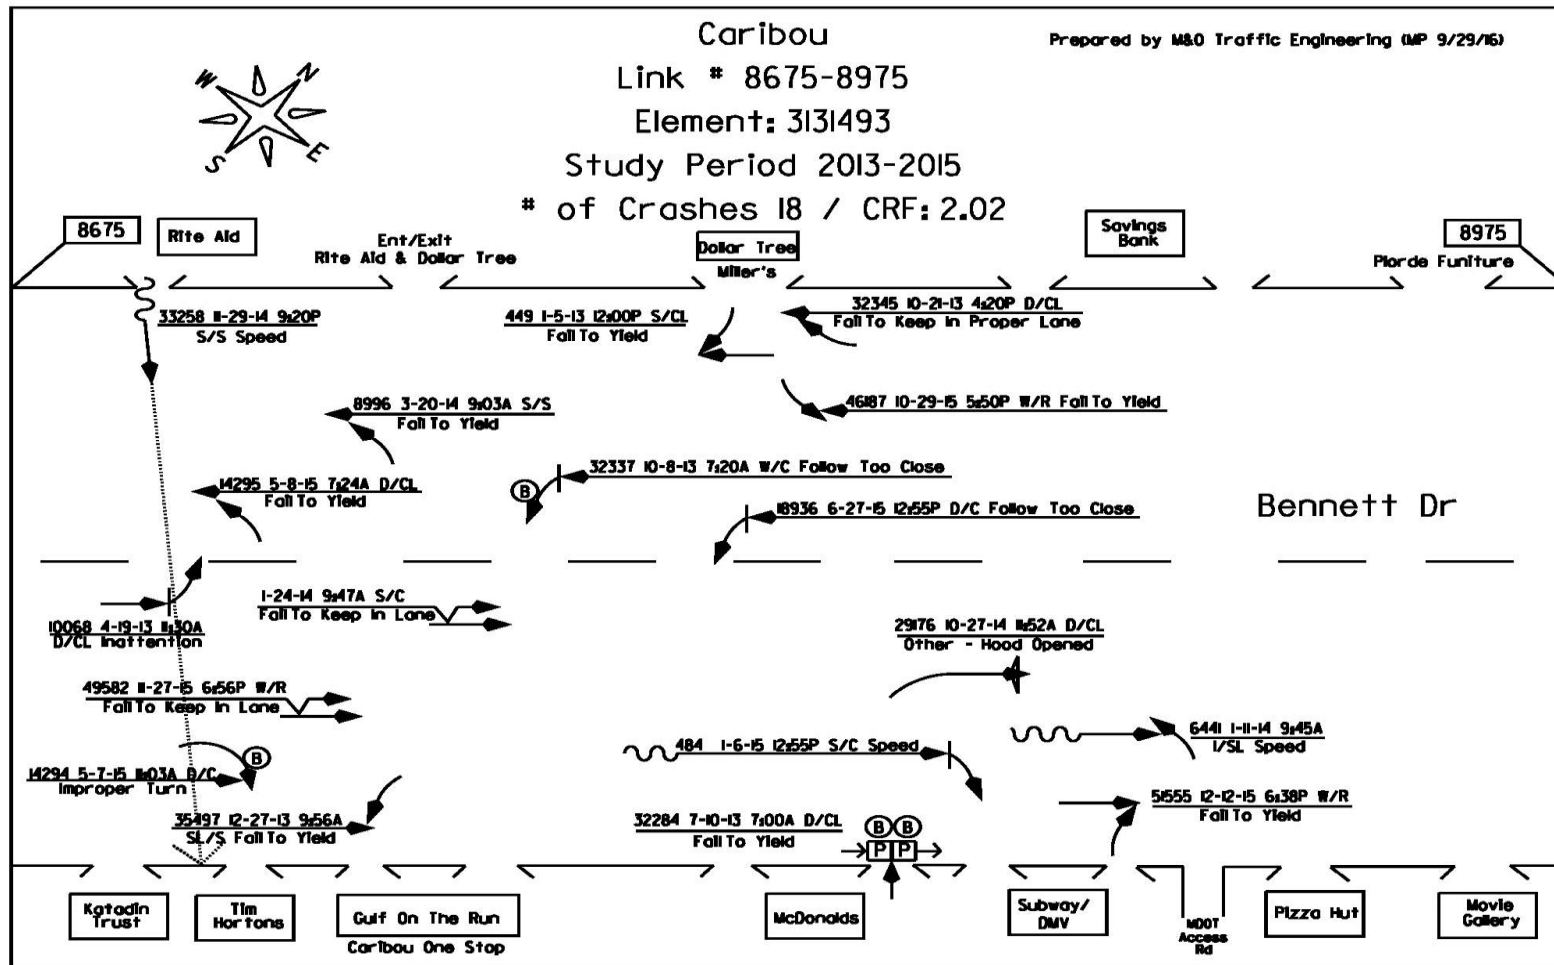 Caribou
Prepared by M&O Traffic Engineering (MP 9/29/16)
Link # 8675-8975
Element: 3131493
Study Period 2013-2015
# of Crashes 18 / CRF: 2.02
W
N
S
E
8675
Rite Aid
Ent/Exit
Rite Aid & Dollar Tree
Dollar Tree
Miller's
Savings
Bank
8975
Plorde Funiture
33258 11-29-14 9:20P
S/S Speed
449 1-5-13 12:00P S/CL
Fail To Yield
32345 10-21-13 4:20P D/CL
Fail To Keep In Proper Lane
8996 3-20-14 9:03A S/S
Fail To Yield
46187 10-29-15 5:50P W/R Fail To Yield
14295 5-8-15 7:24A D/CL
Fail To Yield
B
32337 10-8-13 7:20A W/C Follow Too Close
18936 6-27-15 12:55P D/C Follow Too Close
Bennett Dr
10068 4-19-13 11:30A
D/CL Inattention
1-24-14 9:47A S/C
Fail To Keep In Lane
29176 10-27-14 11:52A D/CL
Other - Hood Opened
49582 11-27-15 6:56P W/R
Fail To Keep In Lane
B
14294 5-7-15 11:03A D/C
Improper Turn
484 1-6-15 12:55P S/C Speed
6441 1-11-14 9:45A
I/SL Speed
35497 12-27-13 9:56A
SL/S Fail To Yield
32284 7-10-13 7:00A D/CL
Fail To Yield
B B
P P
51555 12-12-15 6:38P W/R
Fail To Yield
Katadin
Trust
Tim
Hortons
Gulf On The Run
Caribou One Stop
McDonalds
Subway/
DMV
MDOT
Access
Rd
Pizza Hut
Movie
Gallery